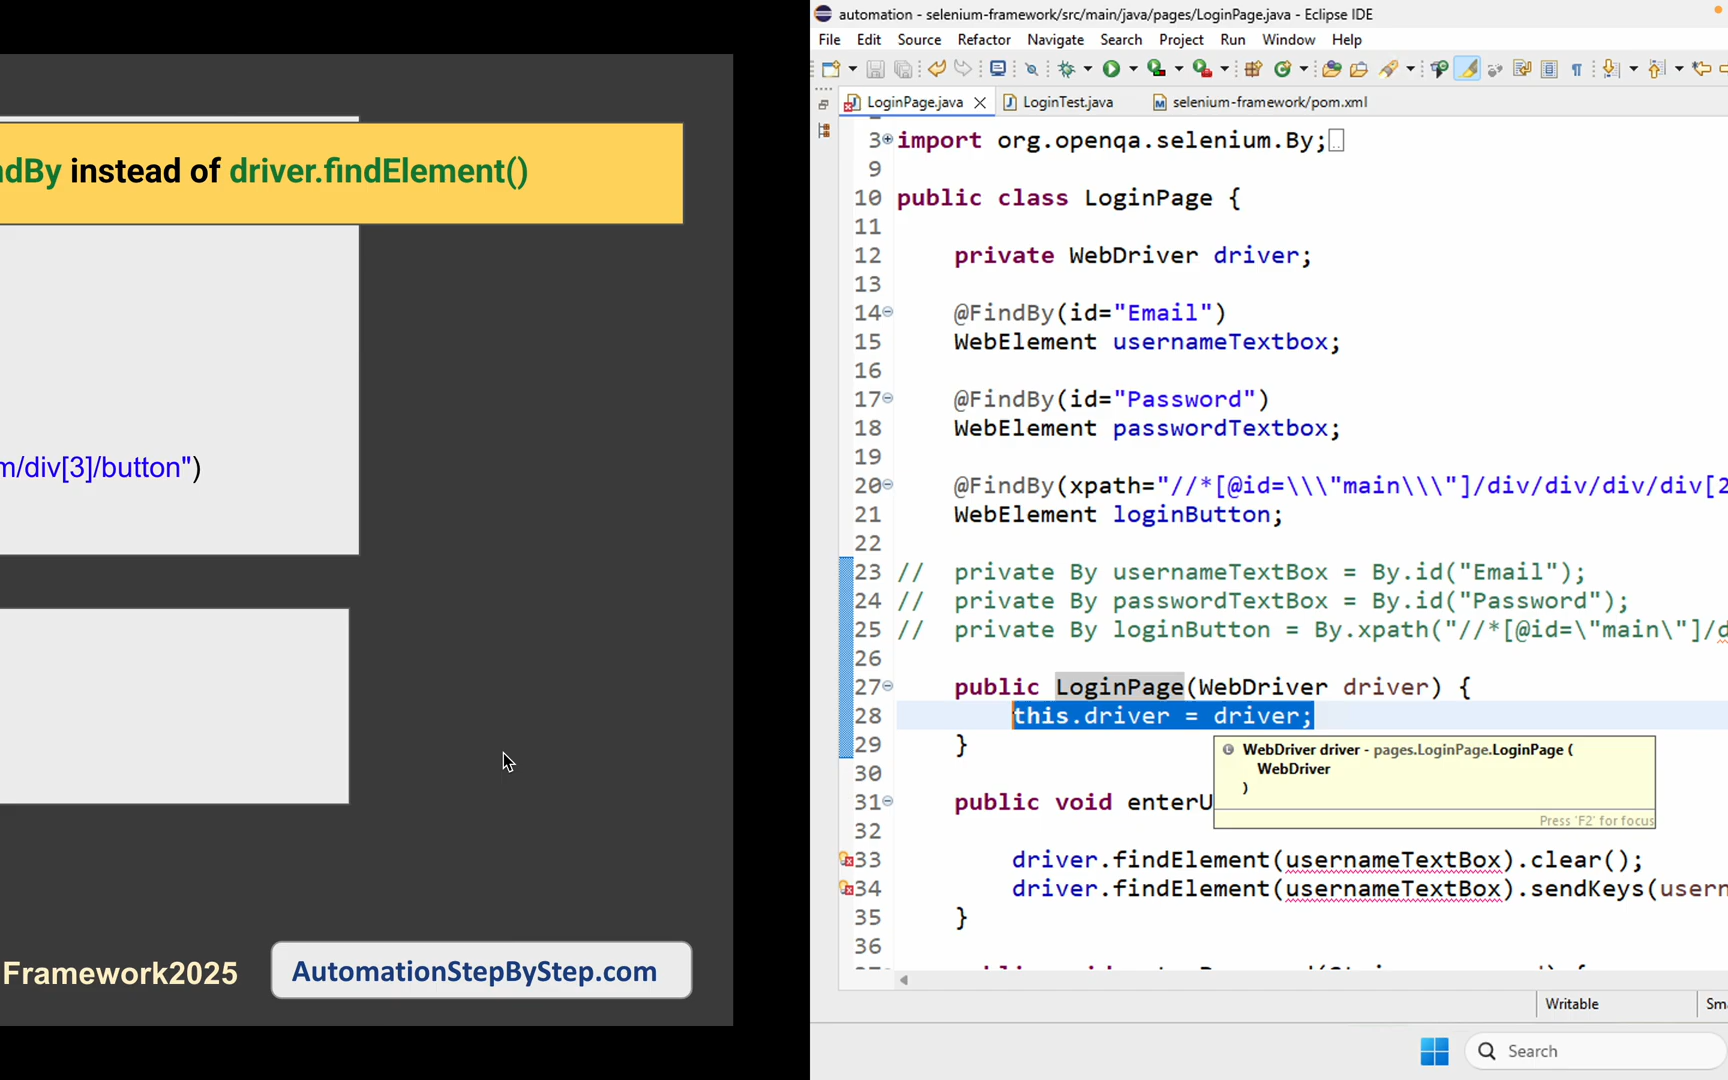 ndBy instead of driver.findElement()
m/div[3]/button")
Framework2025
AutomationStepByStep.com
automation - selenium-framework/src/main/java/pages/LoginPage.java - Eclipse IDE
File Edit Source Refactor Navigate Search Project Run Window Help
LoginPage.java LoginTest.java selenium-framework/pom.xml
3 import org.openqa.selenium.By;
9
10 public class LoginPage {
11
12 private WebDriver driver;
13
14 @FindBy(id="Email")
15 WebElement usernameTextbox;
16
17 @FindBy(id="Password")
18 WebElement passwordTextbox;
19
20 @FindBy(xpath="//*[@id=\\\"main\\\"]/div/div/div/div[2
21 WebElement loginButton;
22
23 // private By usernameTextBox = By.id("Email");
24 // private By passwordTextBox = By.id("Password");
25 // private By loginButton = By.xpath("//*[@id=\"main\"]/d
26
27 public LoginPage(WebDriver driver) {
28 this.driver = driver;
29 }
WebDriver driver - pages.LoginPage.LoginPage (
WebDriver
)
Press 'F2' for focus
30
31 public void enterU
32
33 driver.findElement(usernameTextBox).clear();
34 driver.findElement(usernameTextBox).sendKeys(usern
35 }
36
Writable
Sma
Search